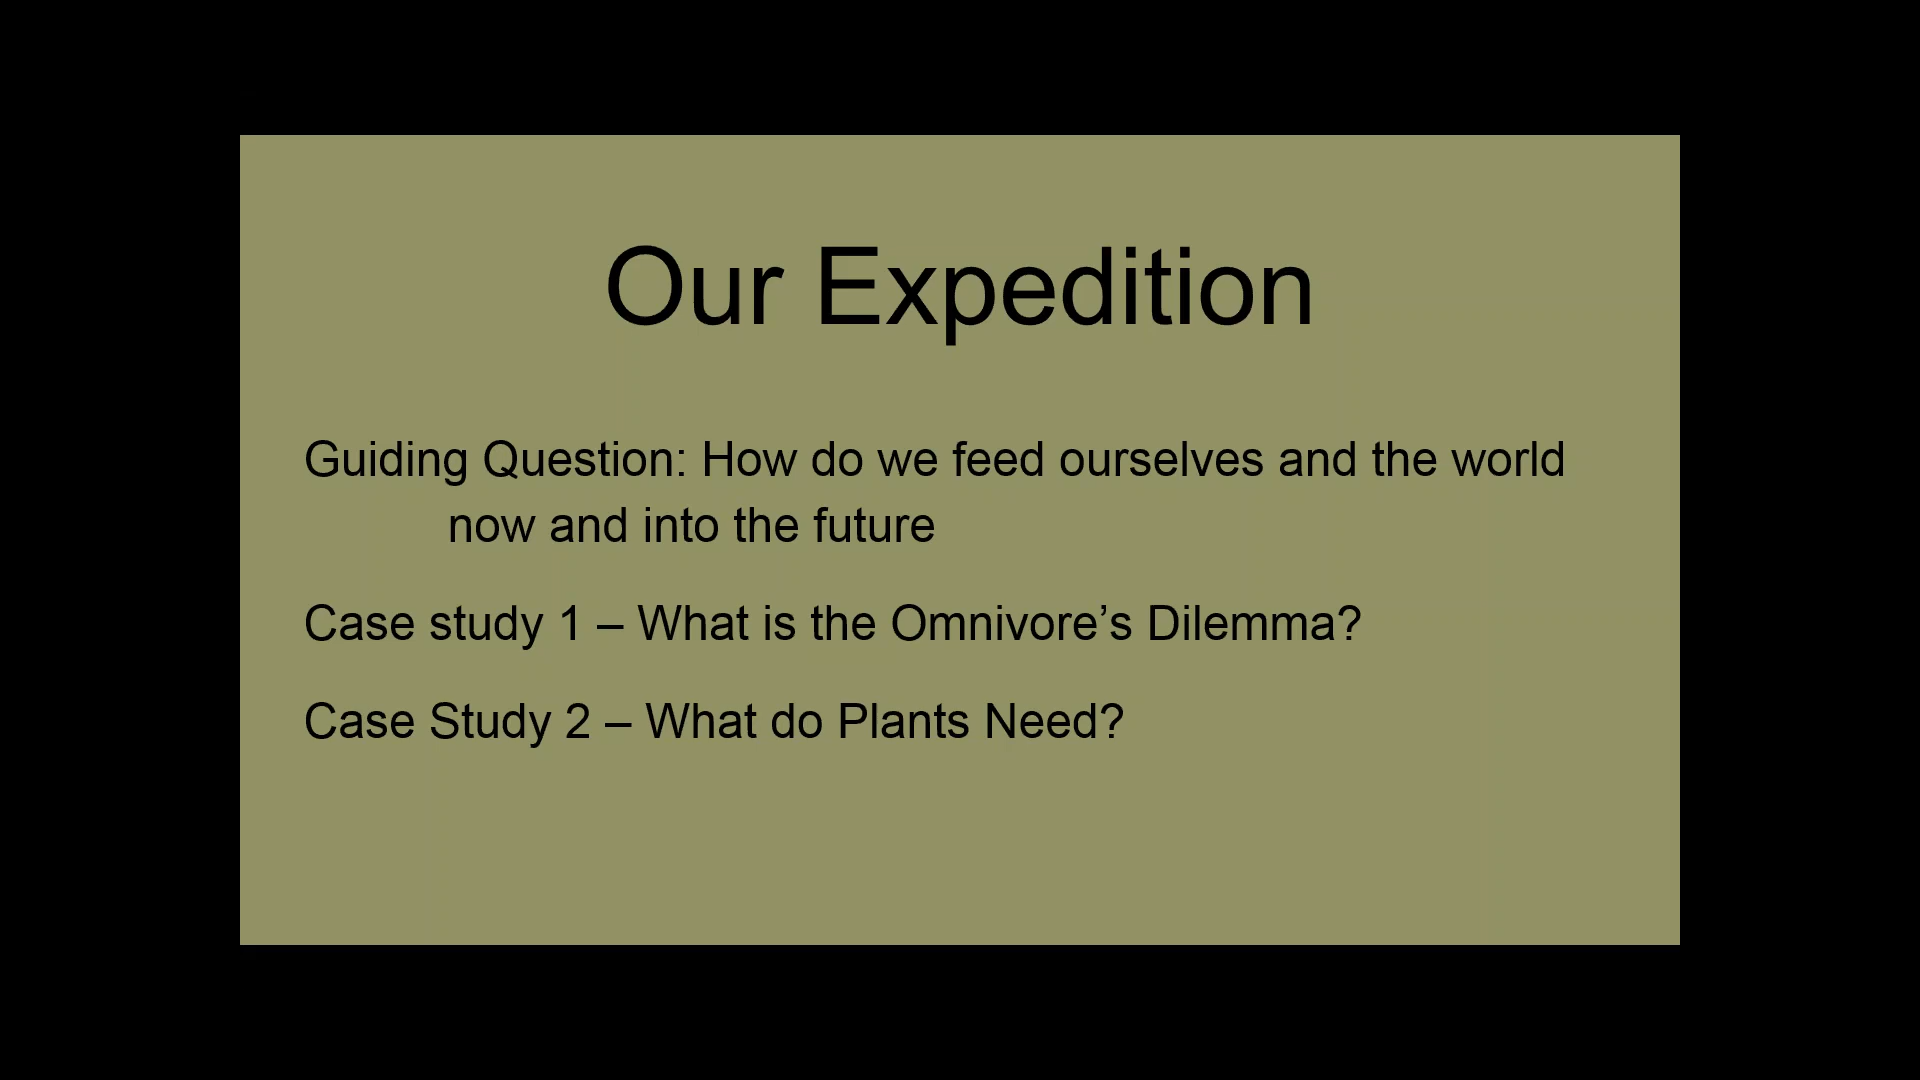 Our Expedition
Guiding Question: How do we feed ourselves and the world
now and into the future
Case study 1 – What is the Omnivore’s Dilemma?
Case Study 2 – What do Plants Need?